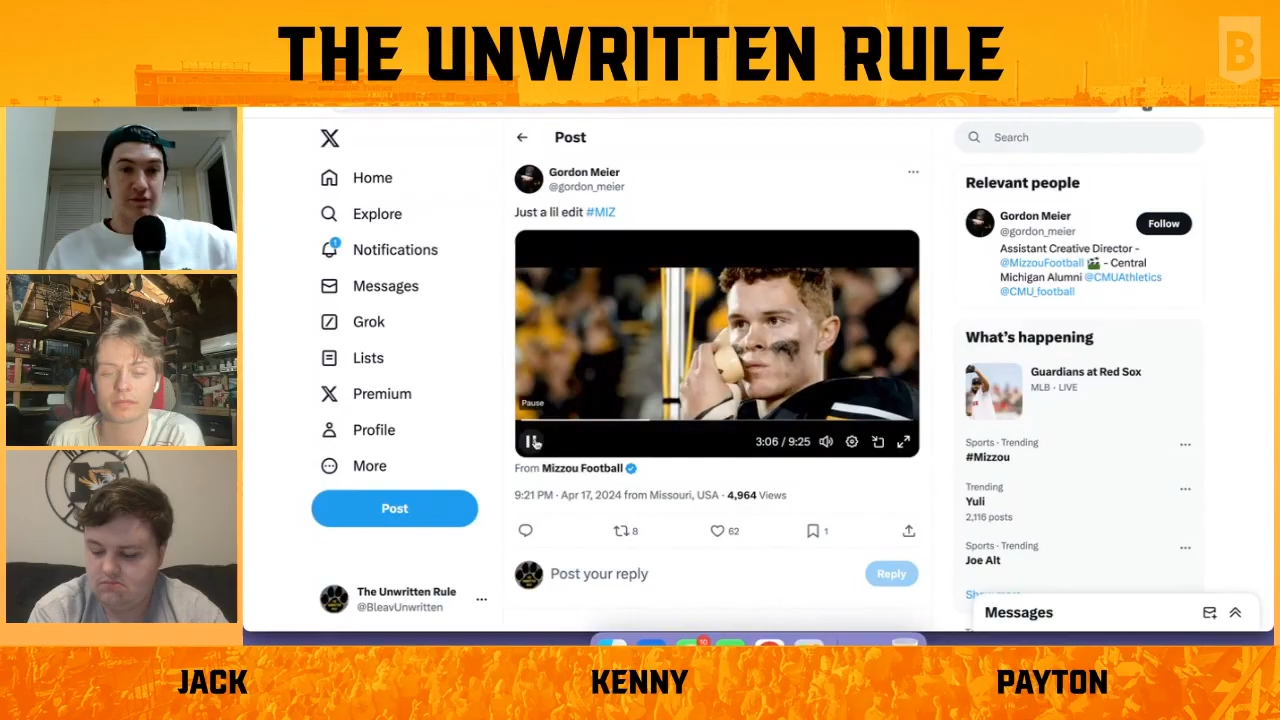 THE UNWRITTEN RULE
B
Home
Explore
Notifications
Messages
Grok
Lists
Premium
Profile
More
Post
The Unwritten Rule
@BleavUnwritten
Post
Gordon Meier
@gordon_meier
Just a lil edit #MIZ
Pause
3:06 / 9:25
From Mizzou Football
9:21 PM · Apr 17, 2024 from Missouri, USA · 4,964 Views
8
62
1
Post your reply
Reply
Search
Relevant people
Gordon Meier
@gordon_meier
Follow
Assistant Creative Director -
@MizzouFootball 🎬 - Central
Michigan Alumni @CMUAthletics
@CMU_football
What's happening
Guardians at Red Sox
MLB · LIVE
Sports · Trending
#Mizzou
Trending
Yuli
2,116 posts
Sports · Trending
Joe Alt
Show more
Messages
10
JACK
KENNY
PAYTON